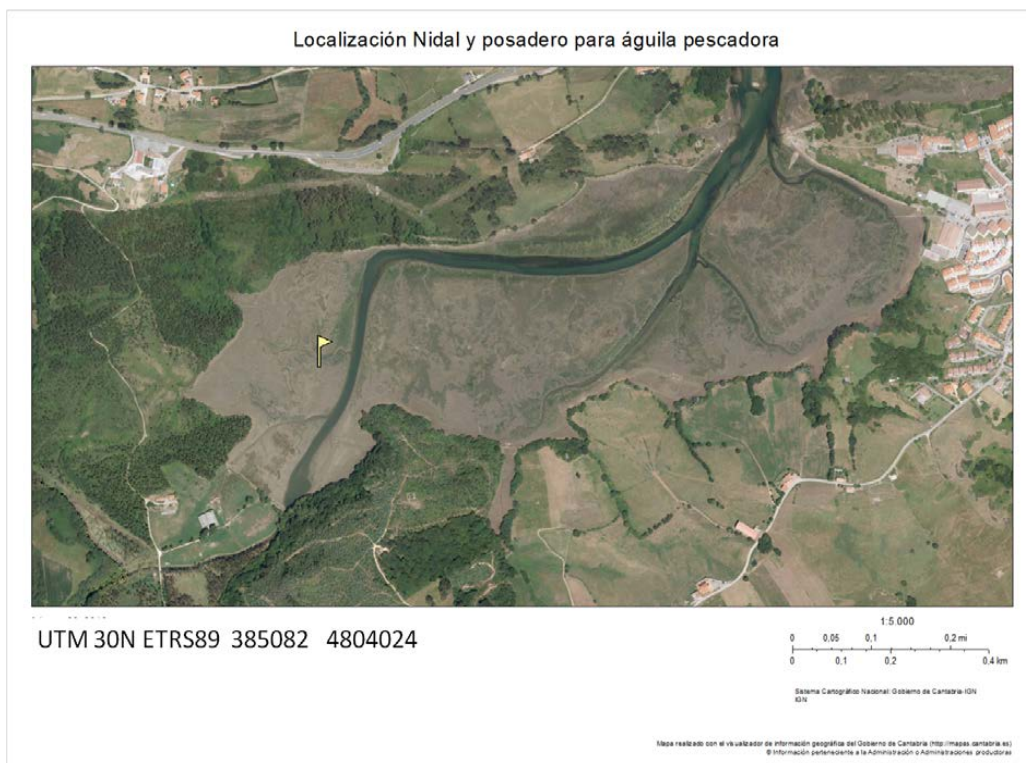 Localización Nidal y posadero para águila pescadora
UTM 30N ETRS89 385082 4804024
1:5.000
0 0,05 0,1 0,2 mi
0 0,1 0,2 0,4 km
Sistema Cartográfico Nacional: Gobierno de Cantabria-IGN
IGN
Mapa realizado con el visualizador de información geográfica del Gobierno de Cantabria (http://mapas.cantabria.es)
© Información perteneciente a la Administración o Administraciones productoras